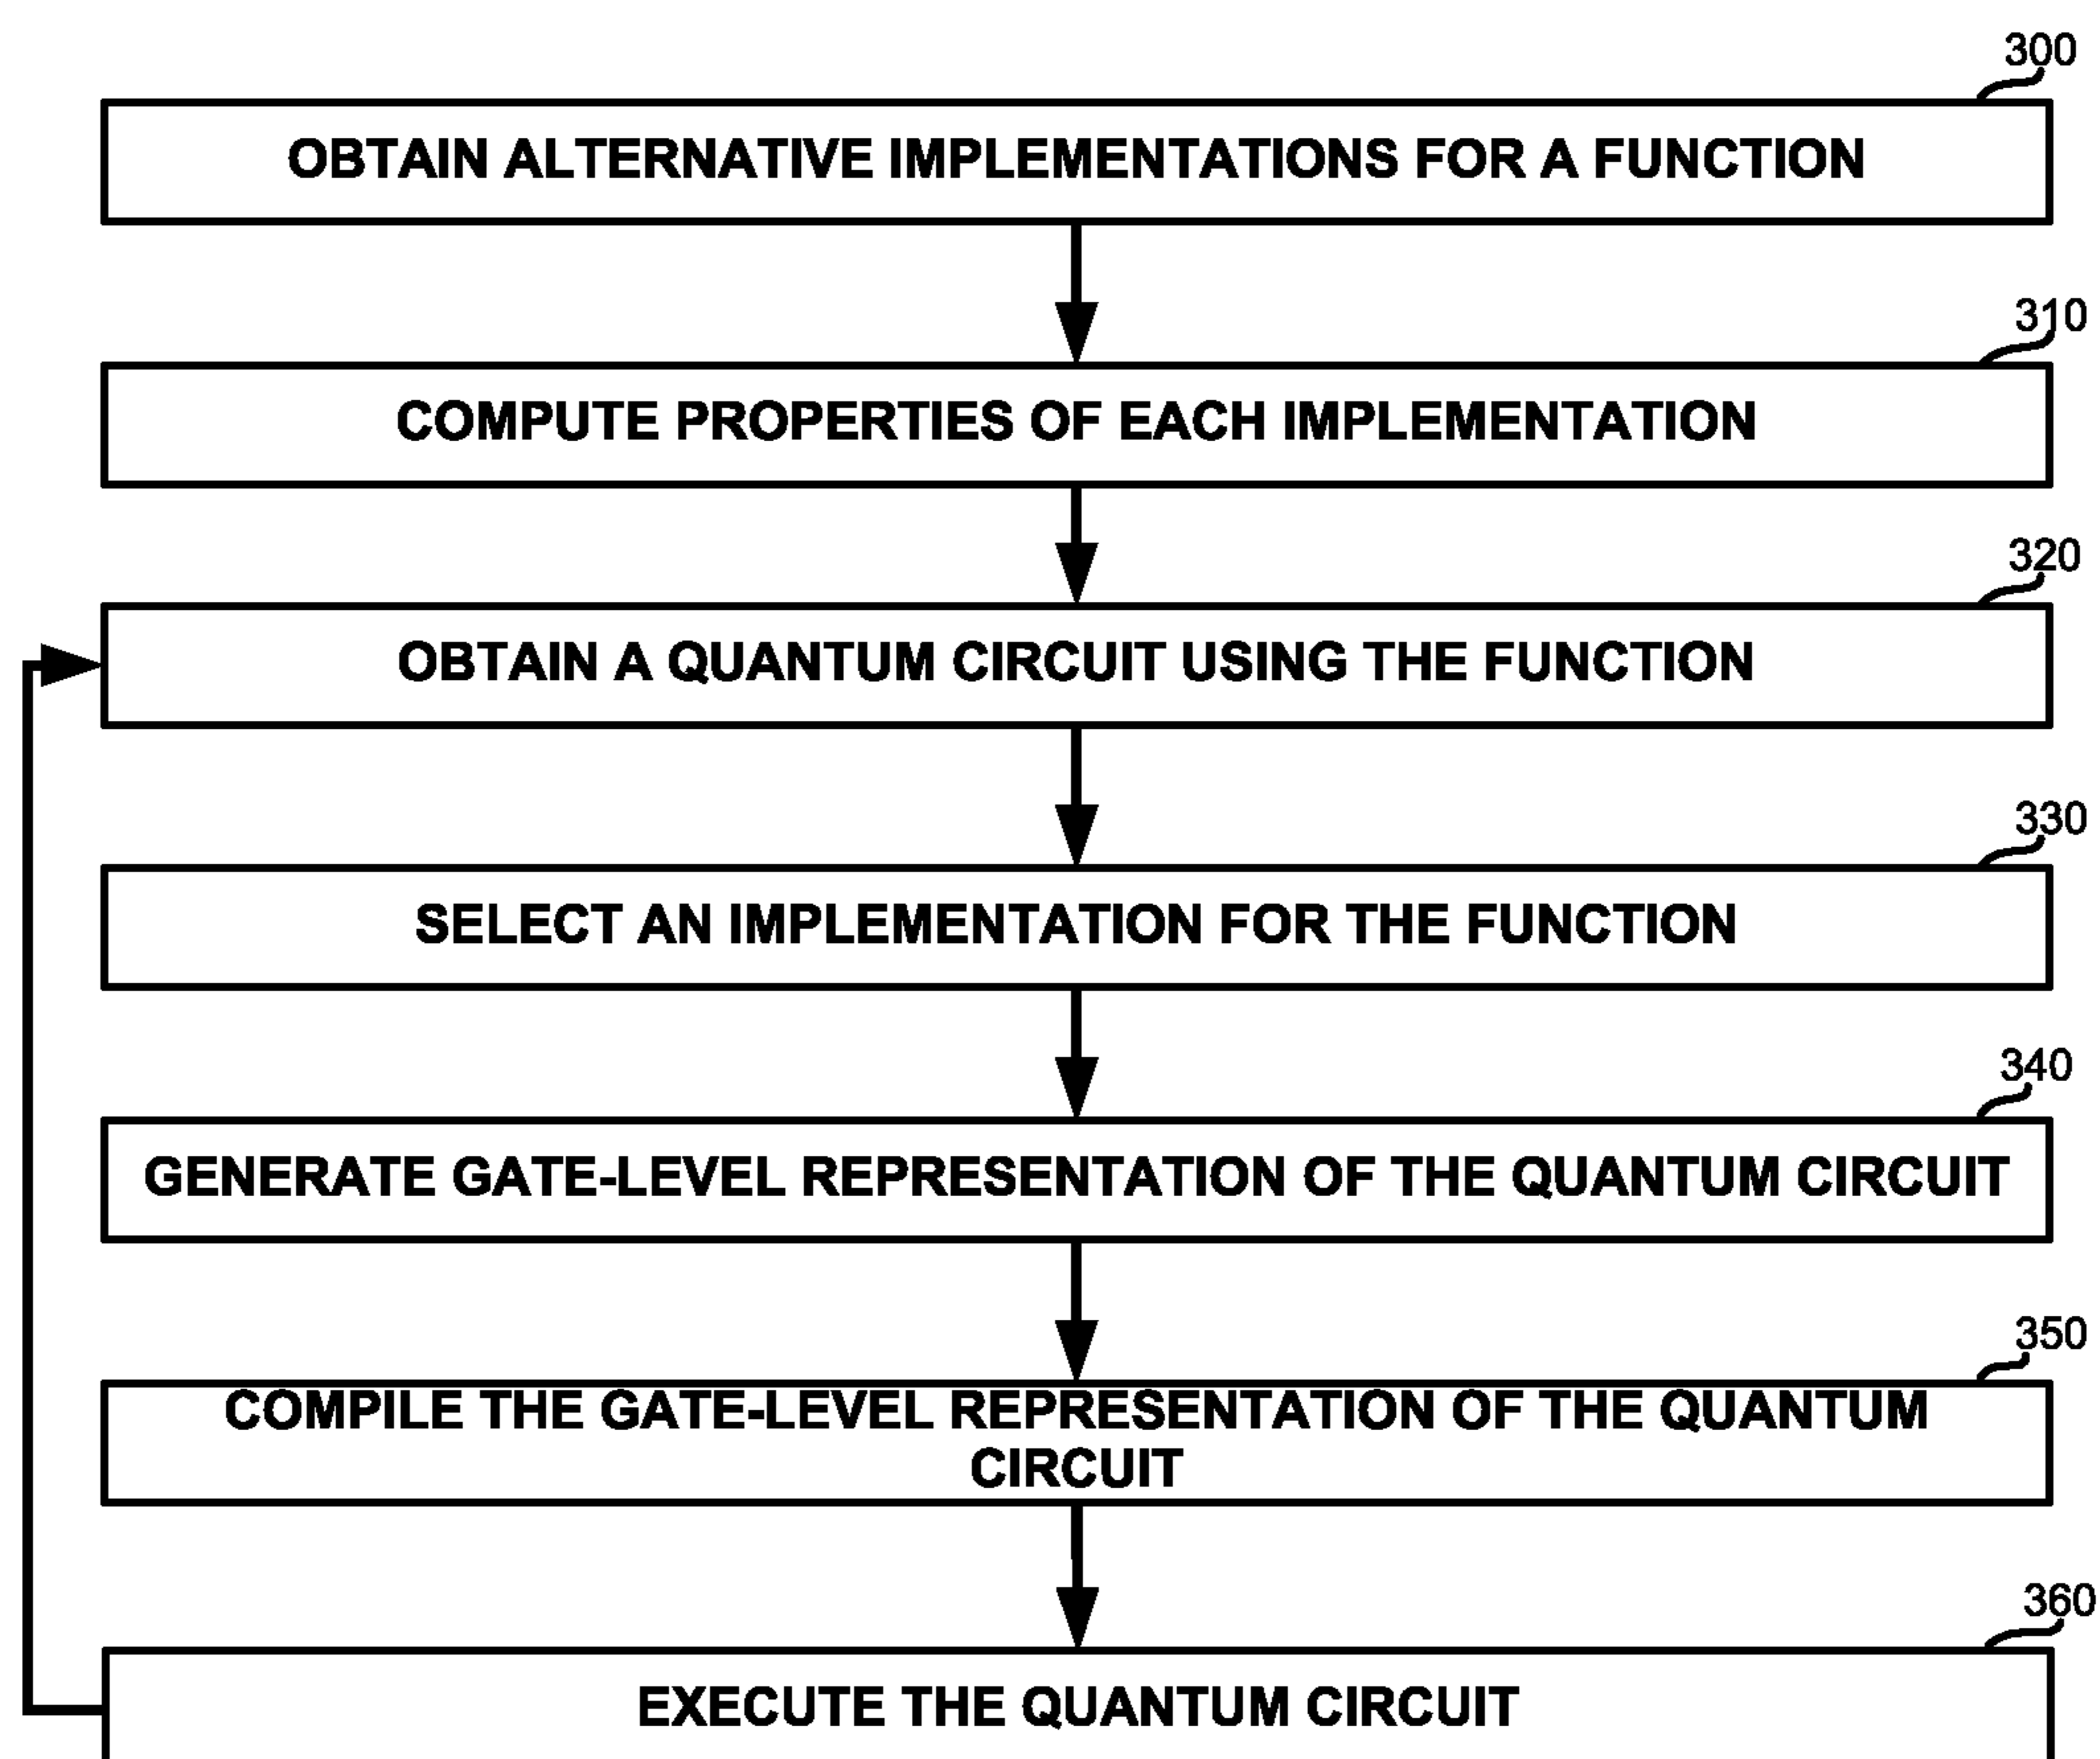 300
OBTAIN ALTERNATIVE IMPLEMENTATIONS FOR A FUNCTION
310
COMPUTE PROPERTIES OF EACH IMPLEMENTATION
320
OBTAIN A QUANTUM CIRCUIT USING THE FUNCTION
330
SELECT AN IMPLEMENTATION FOR THE FUNCTION
340
GENERATE GATE-LEVEL REPRESENTATION OF THE QUANTUM CIRCUIT
350
COMPILE THE GATE-LEVEL REPRESENTATION OF THE QUANTUM
CIRCUIT
360
EXECUTE THE QUANTUM CIRCUIT